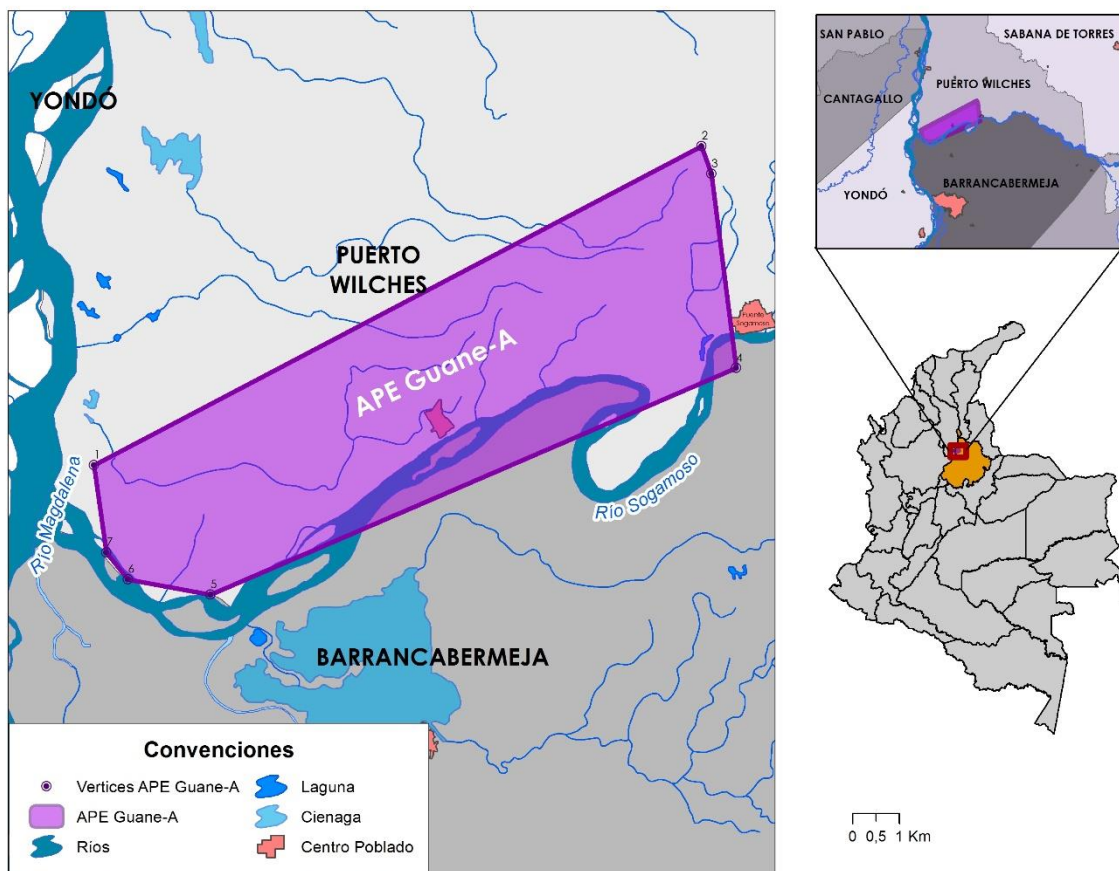 YONDÓ
PUERTO
WILCHES
APE Guane-A
Puente
Sogamoso
Río Magdalena
Río Sogamoso
BARRANCABERMEJA
1
2
3
4
5
6
7
Convenciones
Vertices APE Guane-A
APE Guane-A
Ríos
Laguna
Cienaga
Centro Poblado
SAN PABLO
SABANA DE TORRES
PUERTO WILCHES
CANTAGALLO
YONDÓ
BARRANCABERMEJA
0 0,5 1 Km